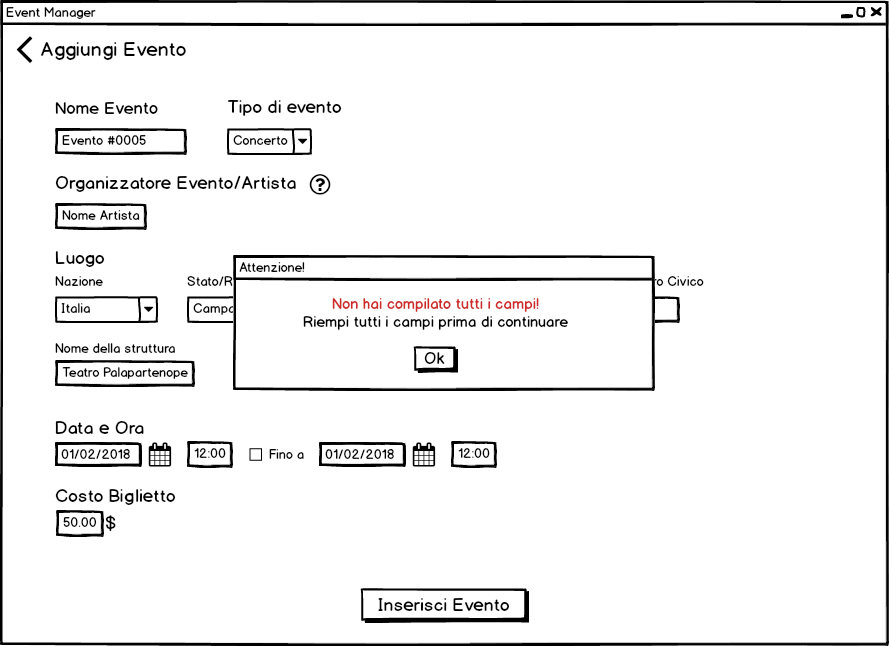 Event Manager
Aggiungi Evento
Nome Evento
Tipo di evento
Evento #0005
Concerto
Organizzatore Evento/Artista ?
Nome Artista
Luogo
Nazione
Stato/R
o Civico
Italia
Campa
Attenzione!
Non hai compilato tutti i campi!
Riempi tutti i campi prima di continuare
Ok
Nome della struttura
Teatro Palapartenope
Data e Ora
01/02/2018 12:00 Fino a 01/02/2018 12:00
Costo Biglietto
50.00 $
Inserisci Evento